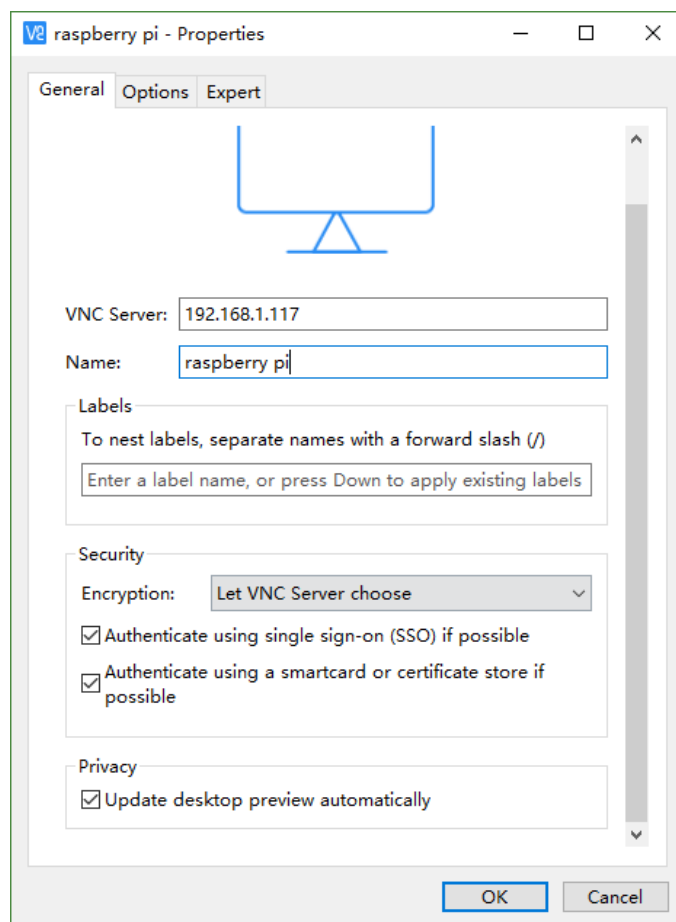 V2 raspberry pi - Properties
General Options Expert
VNC Server: 192.168.1.117
Name: raspberry pi
Labels
To nest labels, separate names with a forward slash (/)
Enter a label name, or press Down to apply existing labels
Security
Encryption: Let VNC Server choose
Authenticate using single sign-on (SSO) if possible
Authenticate using a smartcard or certificate store if
possible
Privacy
Update desktop preview automatically
OK Cancel